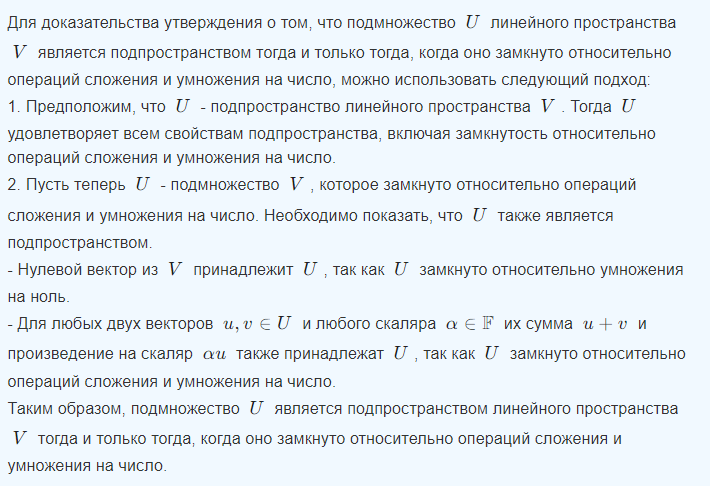 Для доказательства утверждения о том, что подмножество U линейного пространства
V является подпространством тогда и только тогда, когда оно замкнуто относительно
операций сложения и умножения на число, можно использовать следующий подход:
1. Предположим, что U - подпространство линейного пространства V . Тогда U
удовлетворяет всем свойствам подпространства, включая замкнутость относительно
операций сложения и умножения на число.
2. Пусть теперь U - подмножество V , которое замкнуто относительно операций
сложения и умножения на число. Необходимо показать, что U также является
подпространством.
- Нулевой вектор из V принадлежит U , так как U замкнуто относительно умножения
на ноль.
- Для любых двух векторов u, v ∈ U и любого скаляра α ∈ 𝔽 их сумма u + v и
произведение на скаляр αu также принадлежат U , так как U замкнуто относительно
операций сложения и умножения на число.
Таким образом, подмножество U является подпространством линейного пространства
V тогда и только тогда, когда оно замкнуто относительно операций сложения и
умножения на число.